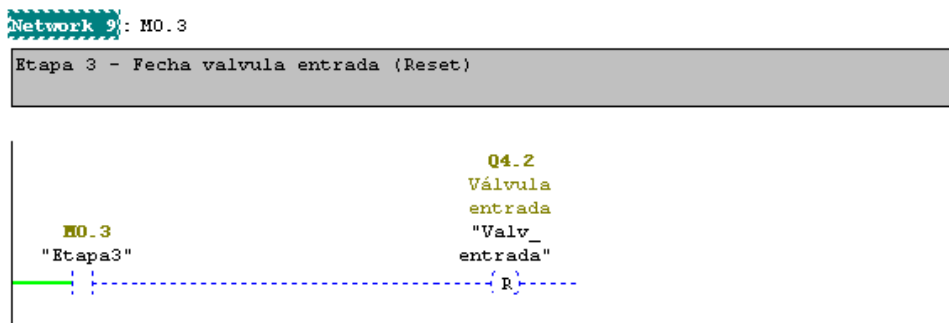 Network 9: M0.3
Etapa 3 - Fecha valvula entrada (Reset)
Q4.2
Válvula
entrada
M0.3
"Valv_
"Etapa3"
entrada"
R